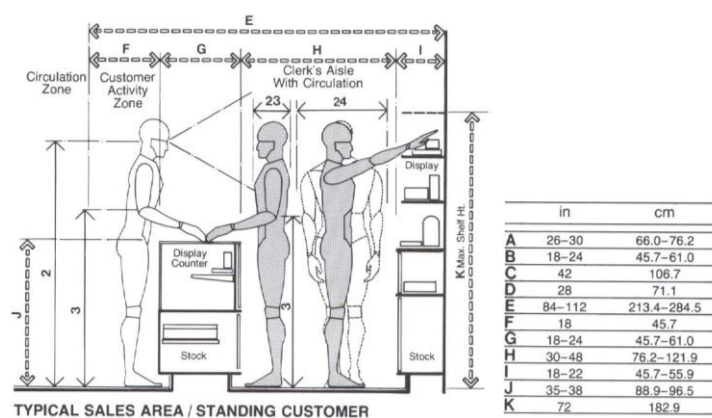 E
F G H I
Circulation
Zone
Customer
Activity
Zone
Clerk's Aisle
With Circulation
23 24
Display
K Max. Shelf Ht.
2
3
J
Display
Counter
3
Stock
Stock
TYPICAL SALES AREA / STANDING CUSTOMER
in cm
A 26–30 66.0–76.2
B 18–24 45.7–61.0
C 42 106.7
D 28 71.1
E 84–112 213.4–284.5
F 18 45.7
G 18–24 45.7–61.0
H 30–48 76.2–121.9
I 18–22 45.7–55.9
J 35–38 88.9–96.5
K 72 182.9